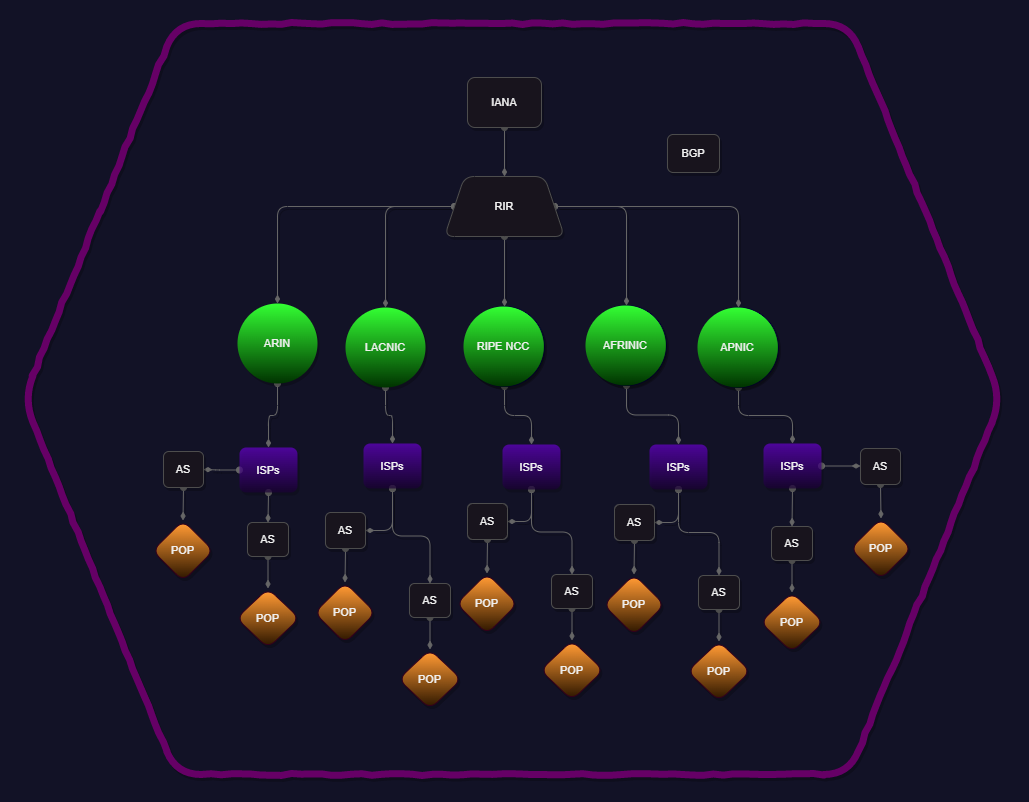 IANA
BGP
RIR
ARIN
LACNIC
RIPE NCC
AFRINIC
APNIC
AS
ISPs
ISPs
ISPs
ISPs
ISPs
AS
POP
AS
AS
AS
AS
AS
POP
POP
POP
POP
POP
AS
AS
AS
POP
POP
POP
POP